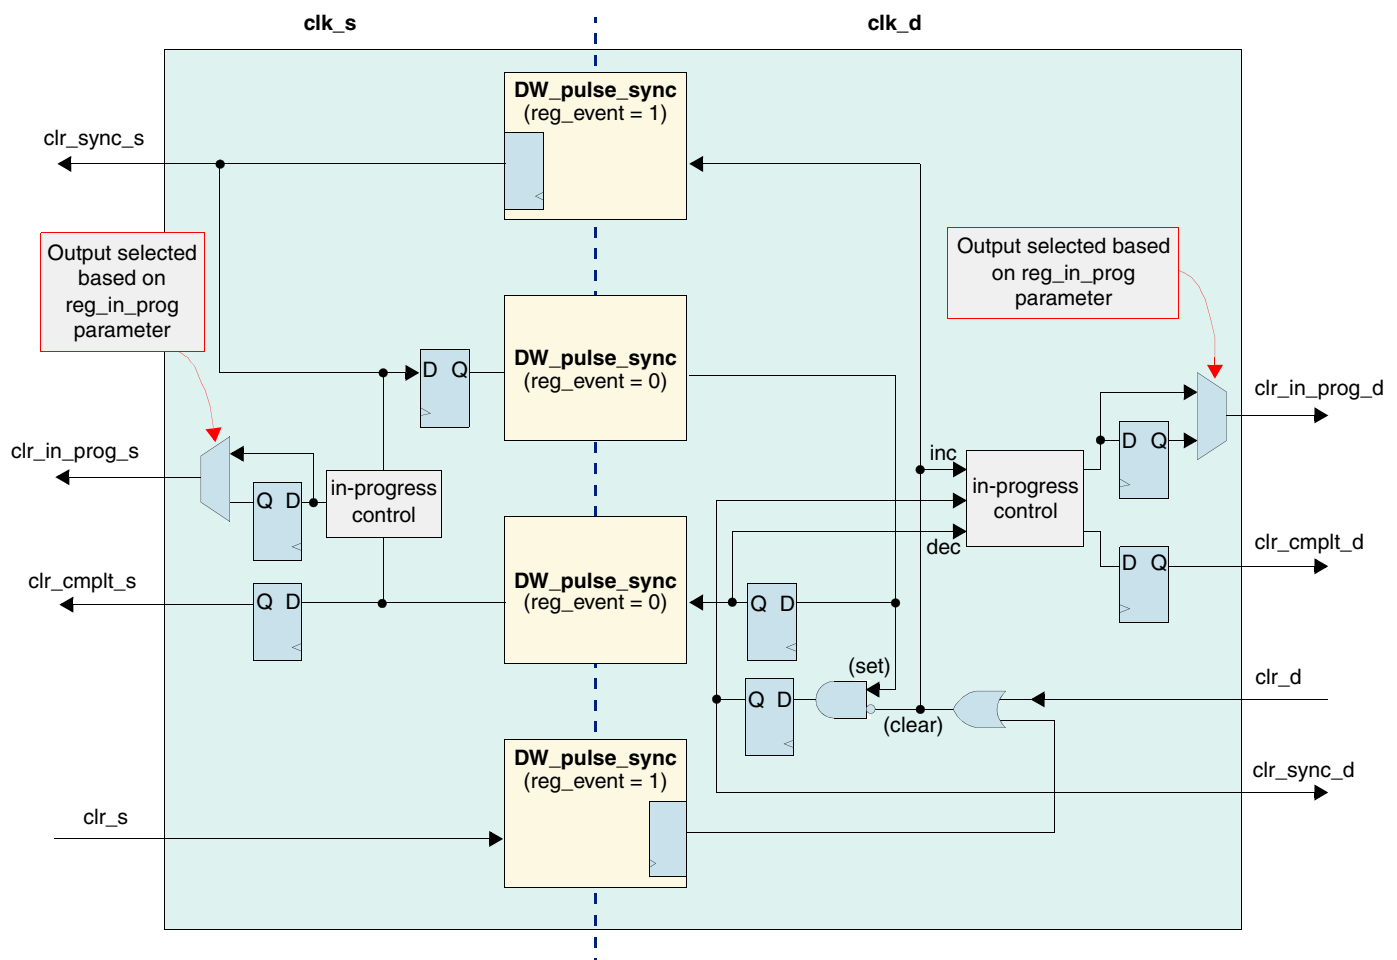 clk_s
clk_d
DW_pulse_sync
(reg_event = 1)
clr_sync_s
Output selected
based on
reg_in_prog
parameter
Output selected based
on reg_in_prog
parameter
DW_pulse_sync
(reg_event = 0)
D Q
clr_in_prog_d
clr_in_prog_s
Q D
in-progress
control
inc
in-progress
control
dec
D Q
clr_cmplt_d
D Q
clr_cmplt_s
Q D
DW_pulse_sync
(reg_event = 0)
Q D
(set)
clr_d
Q D
(clear)
DW_pulse_sync
(reg_event = 1)
clr_sync_d
clr_s